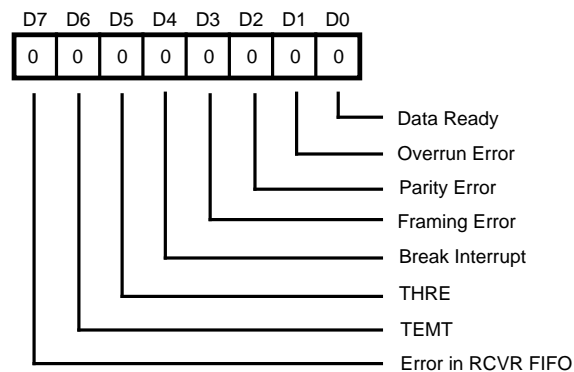 D7 D6 D5 D4 D3 D2 D1 D0
0 0 0 0 0 0 0 0
Data Ready
Overrun Error
Parity Error
Framing Error
Break Interrupt
THRE
TEMT
Error in RCVR FIFO